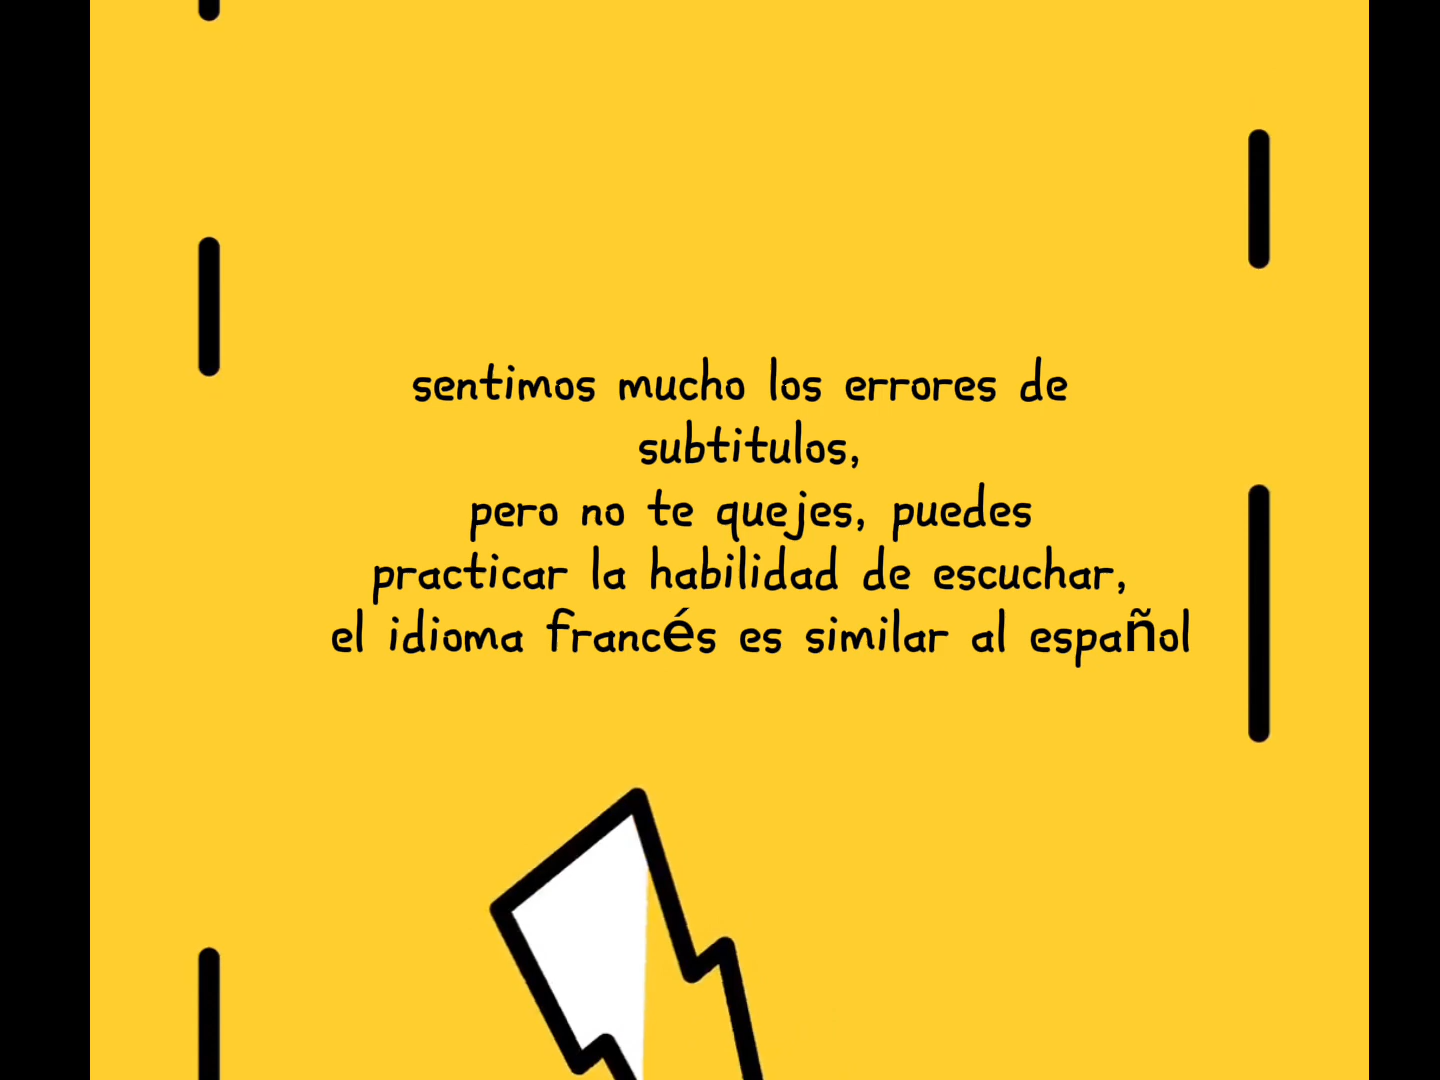 sentimos mucho los errores de
subtitulos,
pero no te quejes, puedes
practicar la habilidad de escuchar,
el idioma francés es similar al español